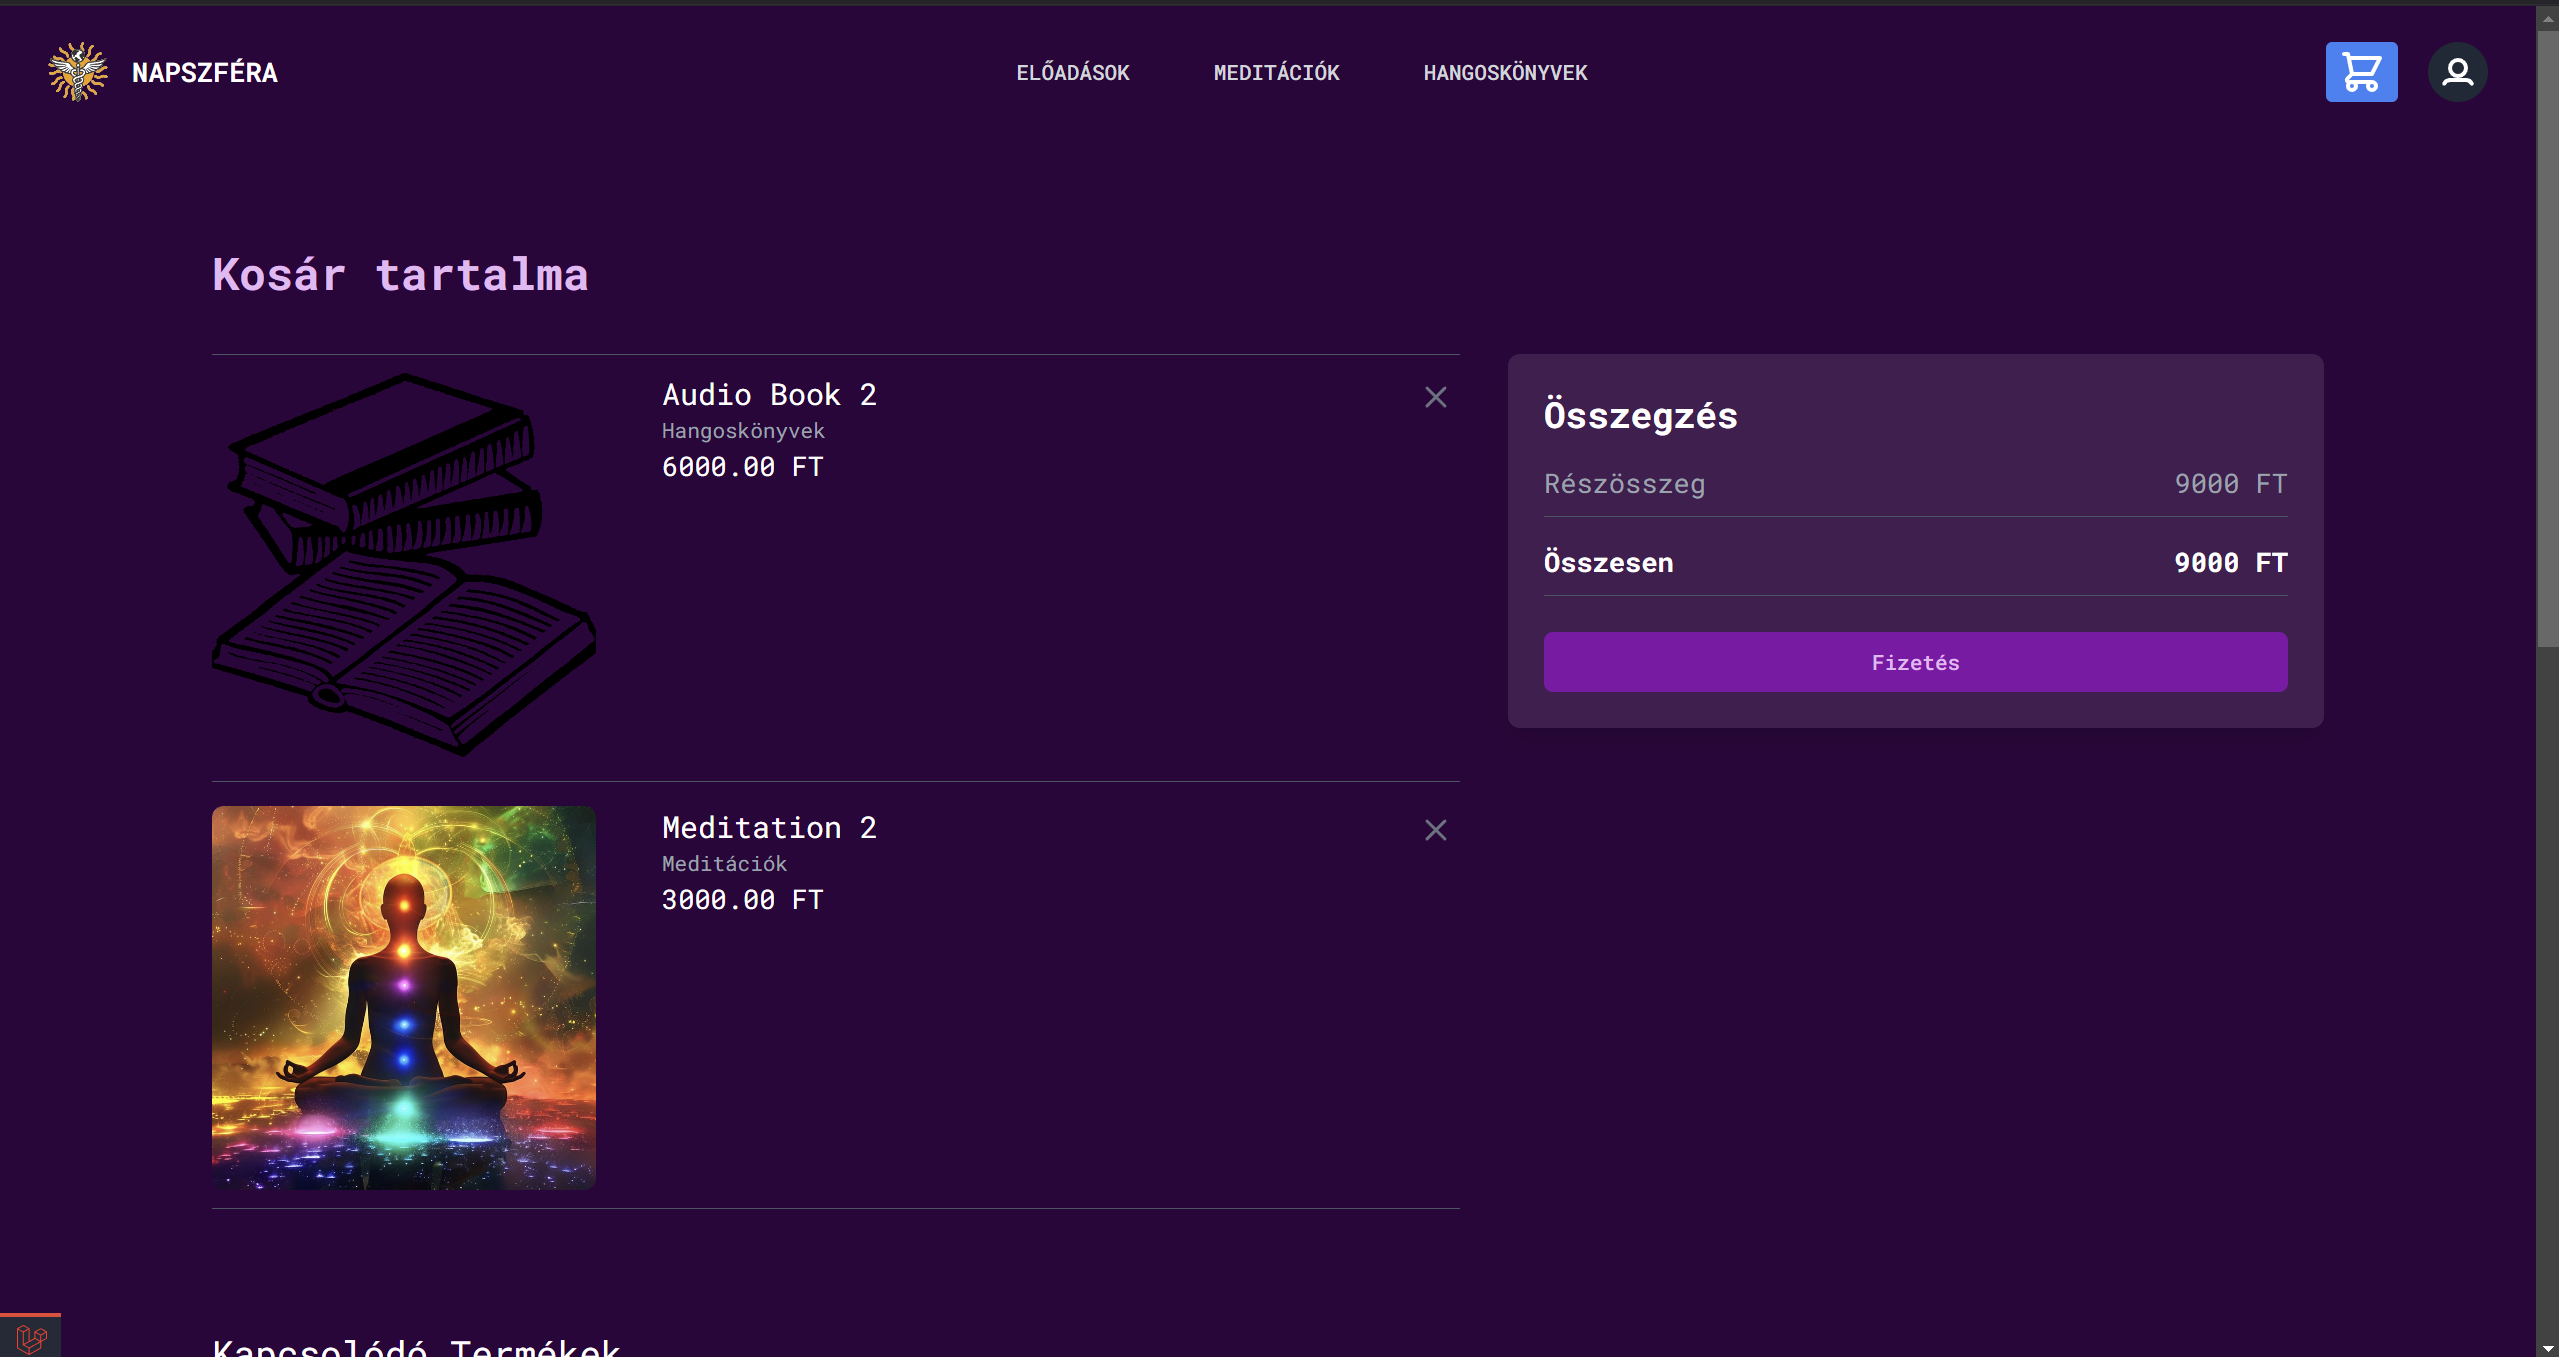 NAPSZFÉRA
ELŐADÁSOK
MEDITÁCIÓK
HANGOSKÖNYVEK
Kosár tartalma
Audio Book 2
Hangoskönyvek
6000.00 FT
Meditation 2
Meditációk
3000.00 FT
Összegzés
Részösszeg 9000 FT
Összesen 9000 FT
Fizetés
Kapcsolódó Termékek